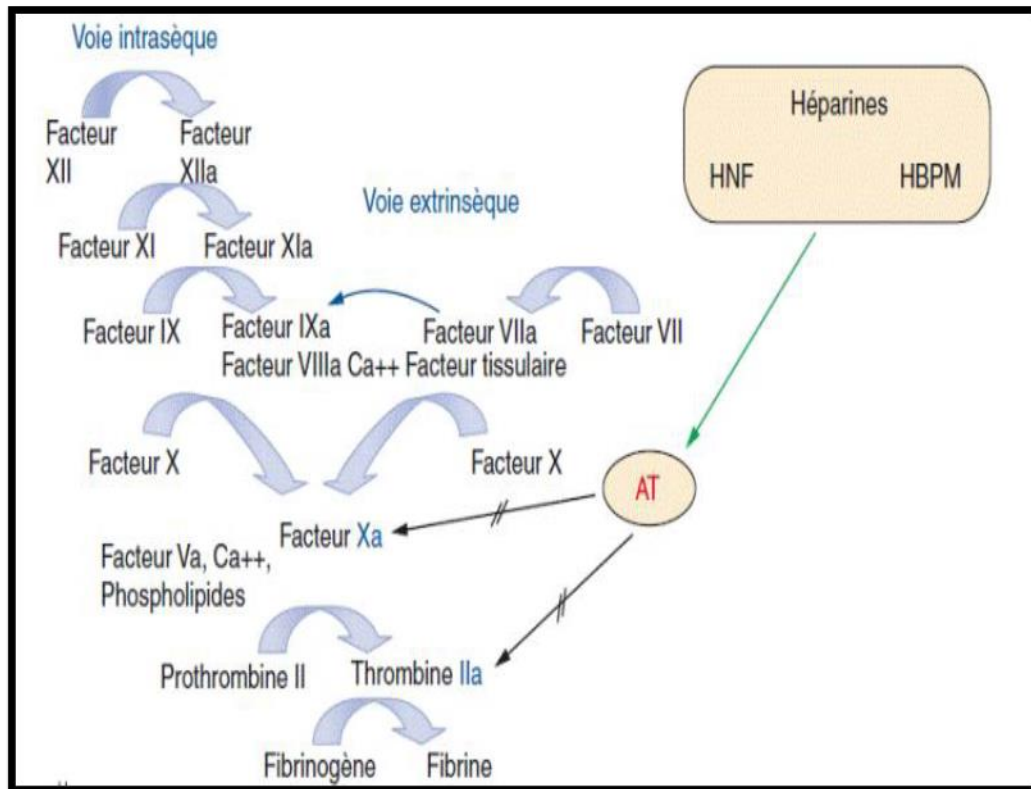 Voie intrasèque
Facteur XII
Facteur XIIa
Héparines
HNF HBPM
Voie extrinsèque
Facteur XI Facteur XIa
Facteur IX
Facteur IXa
Facteur VIIa
Facteur VII
Facteur VIIIa Ca++ Facteur tissulaire
Facteur X
Facteur X
AT
Facteur Xa
Facteur Va, Ca++,
Phospholipides
Prothrombine II Thrombine IIa
Fibrinogène Fibrine